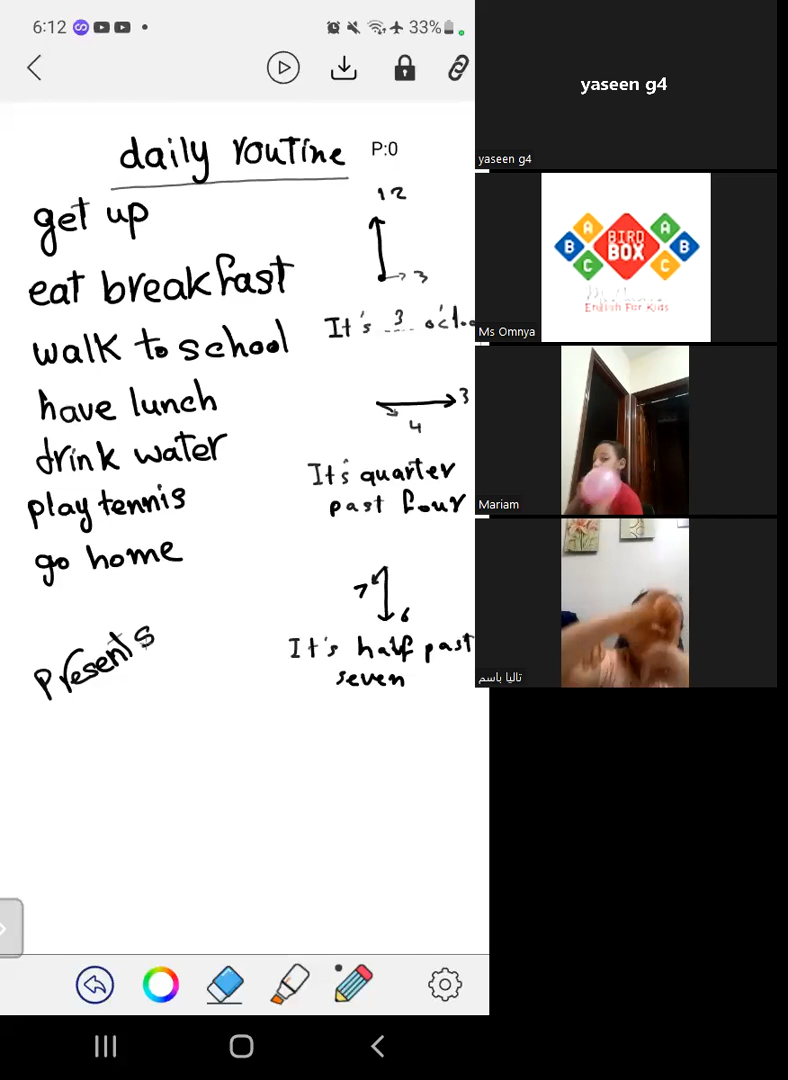 6:12
33%
daily routine
P:0
get up
eat breakfast
walk to school
have lunch
drink water
play tennis
go home
presents
12
3
It's 3 o'cloc
3
4
It's quarter
past four
7
6
It's half past
seven
yaseen g4
yaseen g4
A
B
C
BIRD
BOX
A
B
C
English For Kids
Ms Omnya
Mariam
تاليا باسم